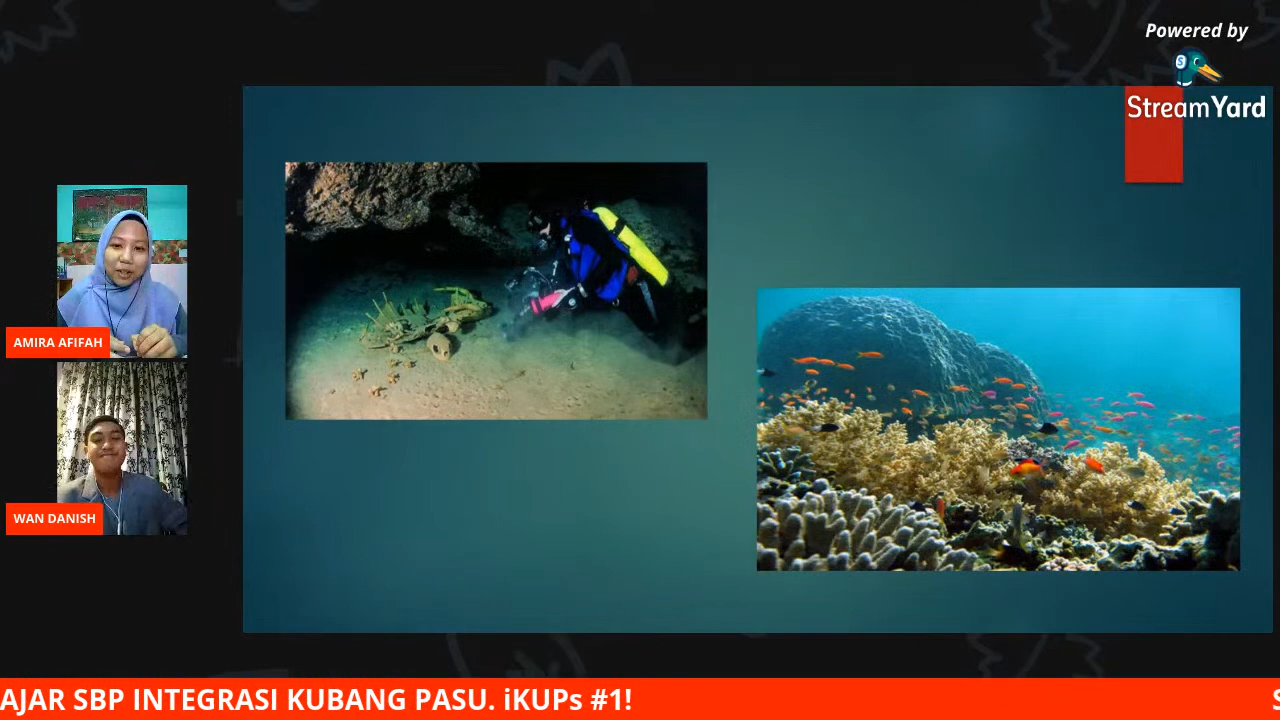 Powered by
S
StreamYard
AMIRA AFIFAH
WAN DANISH
AJAR SBP INTEGRASI KUBANG PASU. iKUPs #1!
S